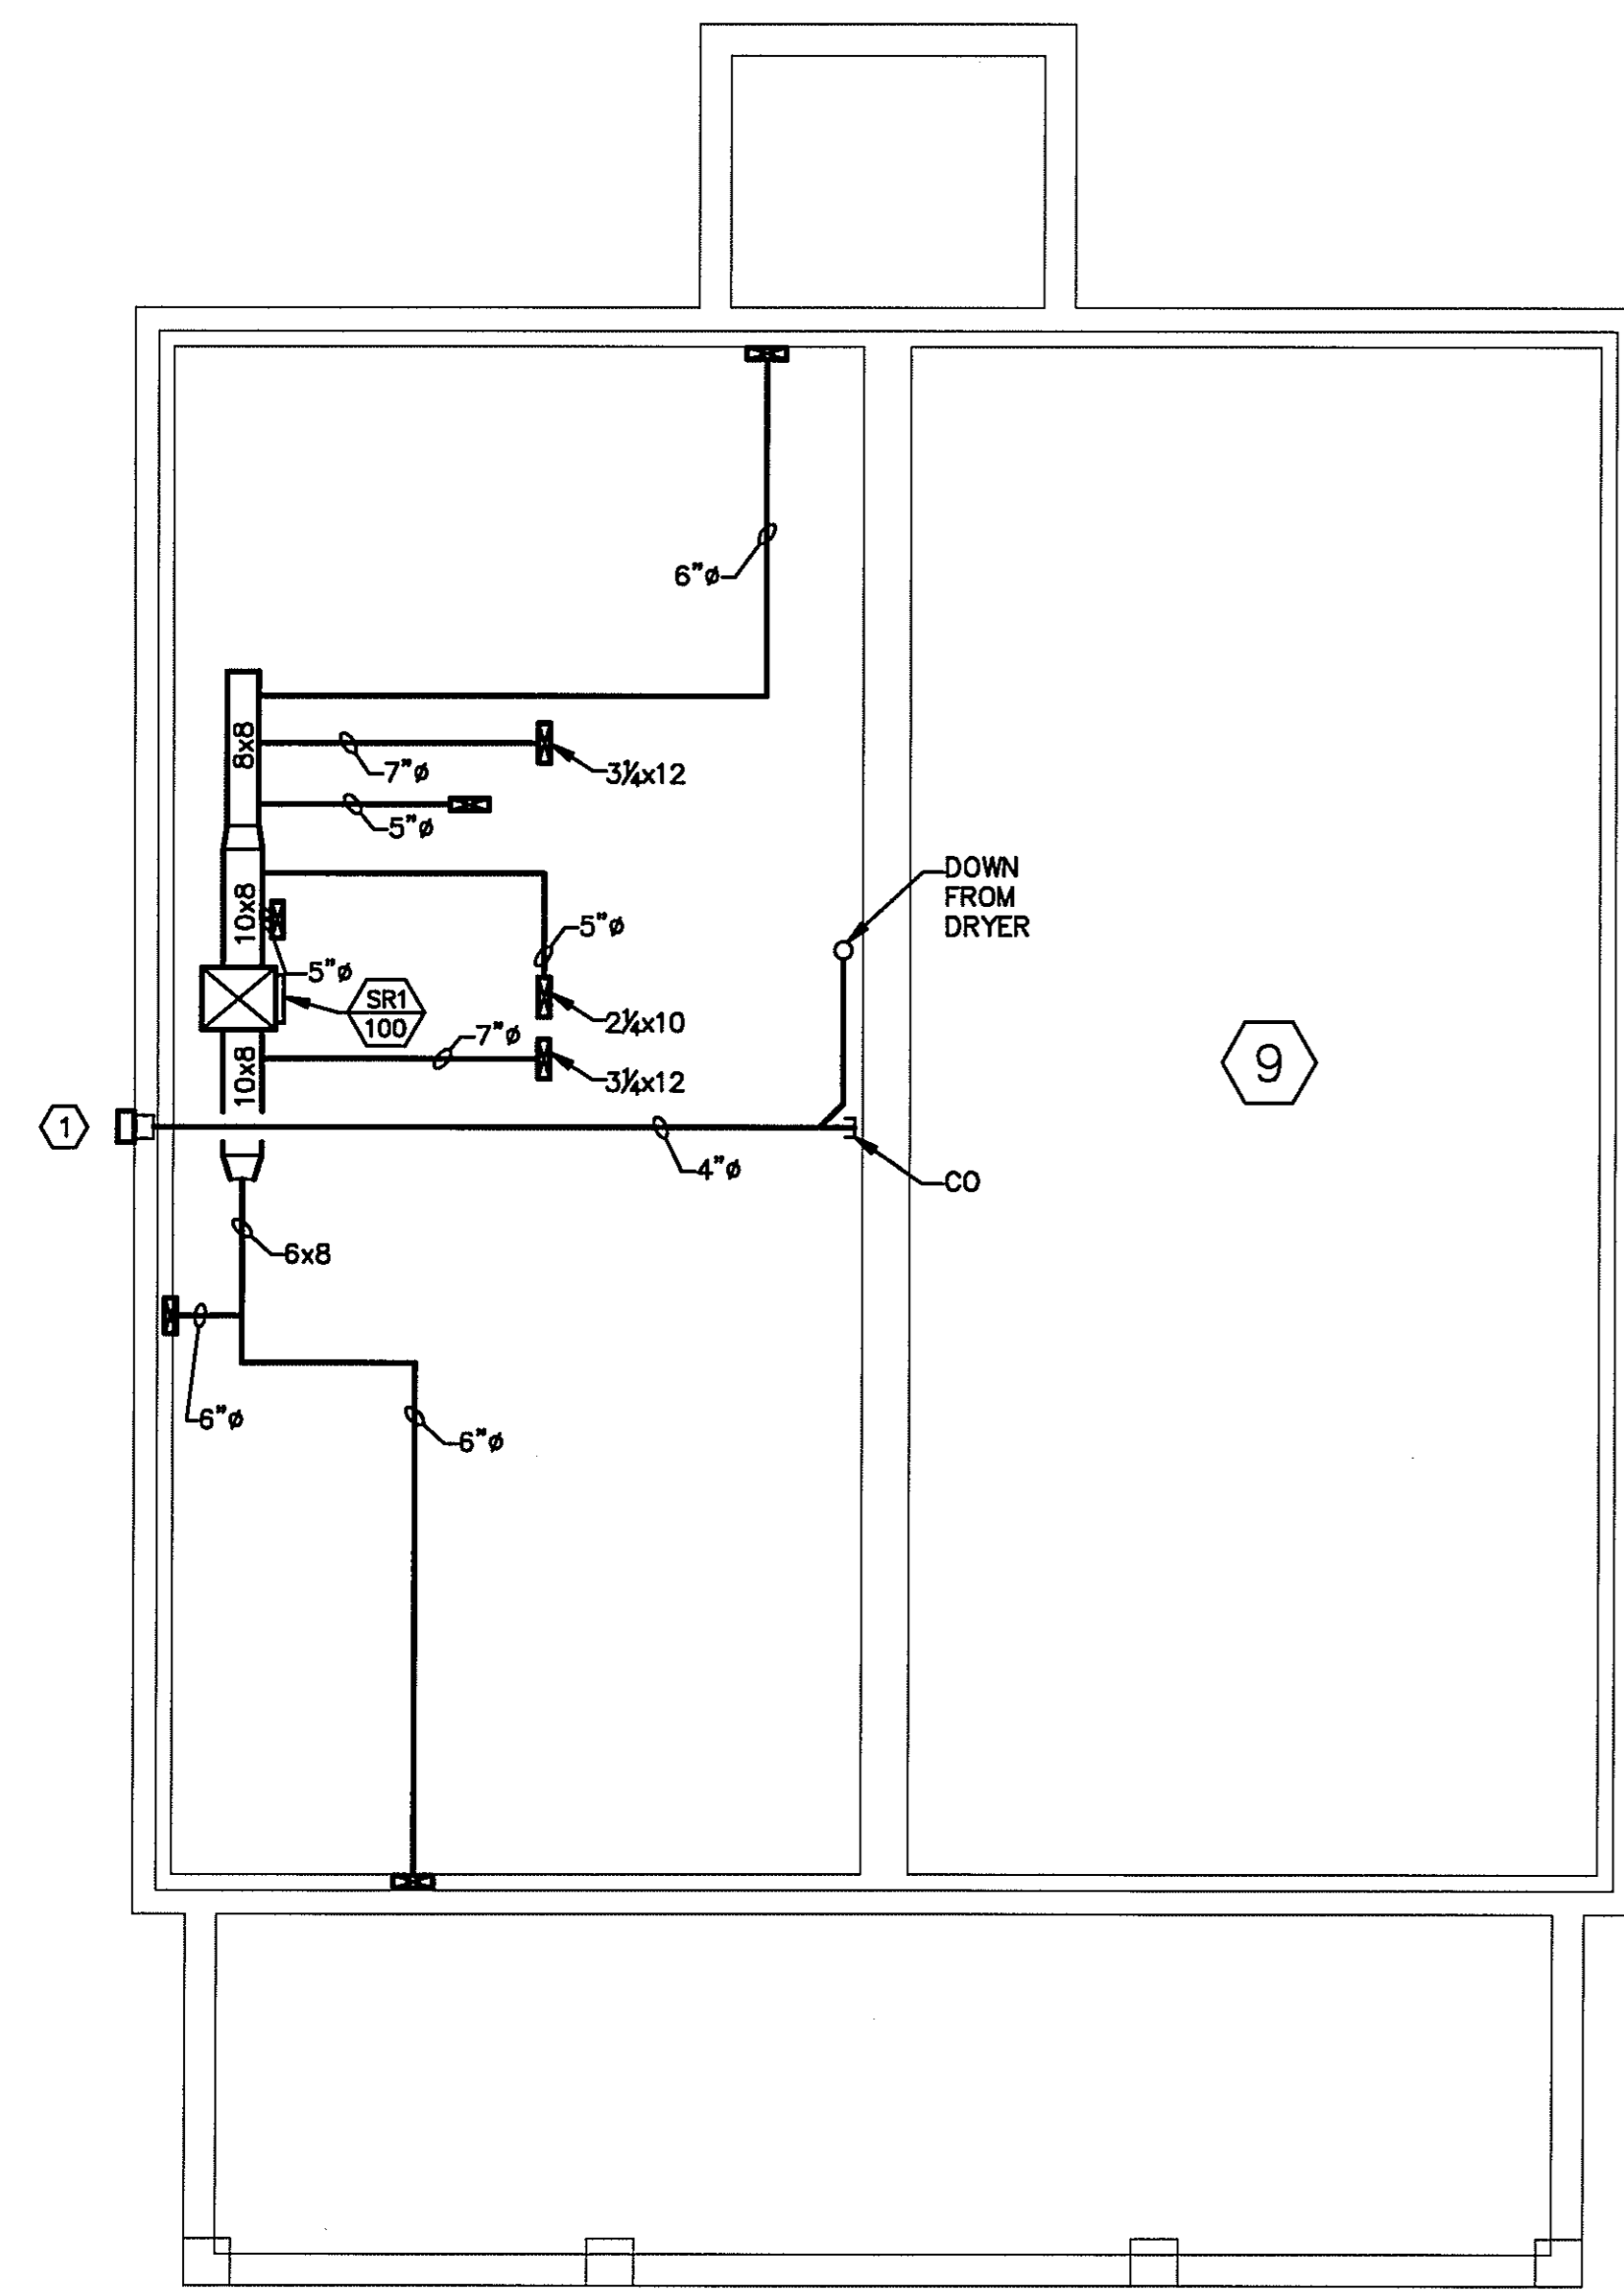 6"ø
8x8
7"ø
3¼x12
5"ø
10x8
5"ø
DOWN
FROM
DRYER
5"ø
SR1
100
2¼x10
7"ø
10x8
3¼x12
9
1
4"ø
CO
6x8
6"ø
6"ø